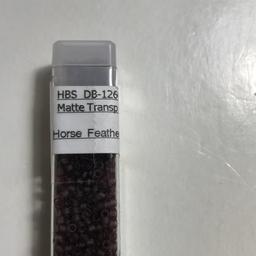 HBS DB-126
Matte Transp
Horse Feathe